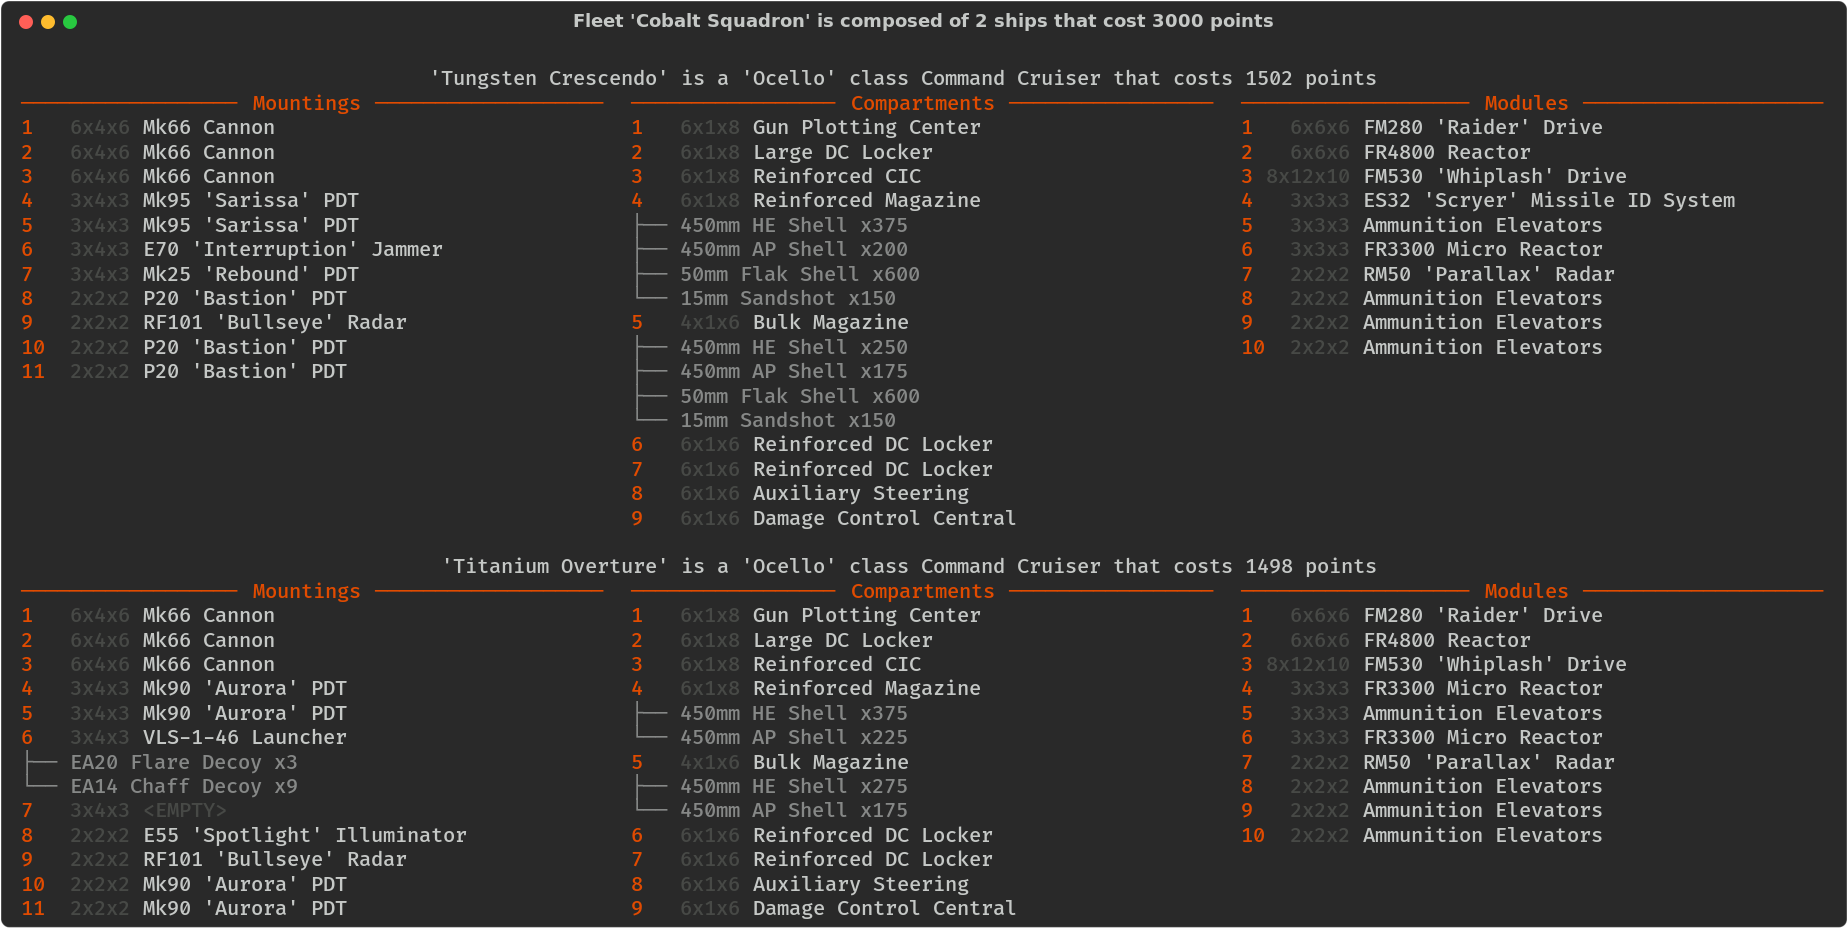 Fleet 'Cobalt Squadron' is composed of 2 ships that cost 3000 points
'Tungsten Crescendo' is a 'Ocello' class Command Cruiser that costs 1502 points
Mountings
1 6x4x6 Mk66 Cannon
2 6x4x6 Mk66 Cannon
3 6x4x6 Mk66 Cannon
4 3x4x3 Mk95 'Sarissa' PDT
5 3x4x3 Mk95 'Sarissa' PDT
6 3x4x3 E70 'Interruption' Jammer
7 3x4x3 Mk25 'Rebound' PDT
8 2x2x2 P20 'Bastion' PDT
9 2x2x2 RF101 'Bullseye' Radar
10 2x2x2 P20 'Bastion' PDT
11 2x2x2 P20 'Bastion' PDT
Compartments
1 6x1x8 Gun Plotting Center
2 6x1x8 Large DC Locker
3 6x1x8 Reinforced CIC
4 6x1x8 Reinforced Magazine
450mm HE Shell x375
450mm AP Shell x200
50mm Flak Shell x600
15mm Sandshot x150
5 4x1x6 Bulk Magazine
450mm HE Shell x250
450mm AP Shell x175
50mm Flak Shell x600
15mm Sandshot x150
6 6x1x6 Reinforced DC Locker
7 6x1x6 Reinforced DC Locker
8 6x1x6 Auxiliary Steering
9 6x1x6 Damage Control Central
Modules
1 6x6x6 FM280 'Raider' Drive
2 6x6x6 FR4800 Reactor
3 8x12x10 FM530 'Whiplash' Drive
4 3x3x3 ES32 'Scryer' Missile ID System
5 3x3x3 Ammunition Elevators
6 3x3x3 FR3300 Micro Reactor
7 2x2x2 RM50 'Parallax' Radar
8 2x2x2 Ammunition Elevators
9 2x2x2 Ammunition Elevators
10 2x2x2 Ammunition Elevators
'Titanium Overture' is a 'Ocello' class Command Cruiser that costs 1498 points
Mountings
1 6x4x6 Mk66 Cannon
2 6x4x6 Mk66 Cannon
3 6x4x6 Mk66 Cannon
4 3x4x3 Mk90 'Aurora' PDT
5 3x4x3 Mk90 'Aurora' PDT
6 3x4x3 VLS-1-46 Launcher
EA20 Flare Decoy x3
EA14 Chaff Decoy x9
7 3x4x3 <EMPTY>
8 2x2x2 E55 'Spotlight' Illuminator
9 2x2x2 RF101 'Bullseye' Radar
10 2x2x2 Mk90 'Aurora' PDT
11 2x2x2 Mk90 'Aurora' PDT
Compartments
1 6x1x8 Gun Plotting Center
2 6x1x8 Large DC Locker
3 6x1x8 Reinforced CIC
4 6x1x8 Reinforced Magazine
450mm HE Shell x375
450mm AP Shell x225
5 4x1x6 Bulk Magazine
450mm HE Shell x275
450mm AP Shell x175
6 6x1x6 Reinforced DC Locker
7 6x1x6 Reinforced DC Locker
8 6x1x6 Auxiliary Steering
9 6x1x6 Damage Control Central
Modules
1 6x6x6 FM280 'Raider' Drive
2 6x6x6 FR4800 Reactor
3 8x12x10 FM530 'Whiplash' Drive
4 3x3x3 FR3300 Micro Reactor
5 3x3x3 Ammunition Elevators
6 3x3x3 FR3300 Micro Reactor
7 2x2x2 RM50 'Parallax' Radar
8 2x2x2 Ammunition Elevators
9 2x2x2 Ammunition Elevators
10 2x2x2 Ammunition Elevators